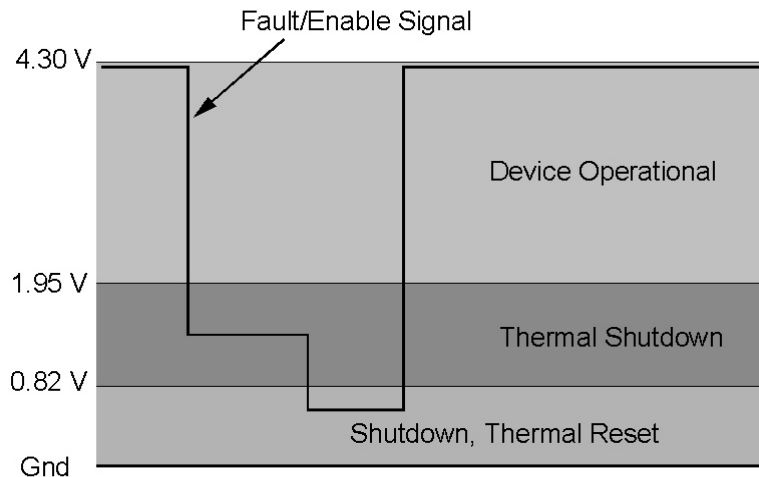 Fault/Enable Signal
4.30 V
Device Operational
1.95 V
Thermal Shutdown
0.82 V
Shutdown, Thermal Reset
Gnd